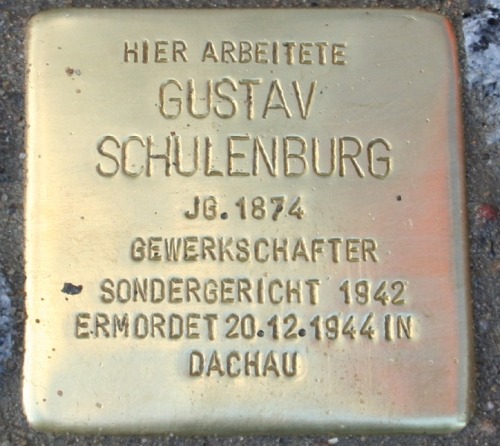 HIER ARBEITETE
GUSTAV
SCHULENBURG
JG. 1874
GEWERKSCHAFTER
SONDERGERICHT 1942
ERMORDET 20.12.1944 IN
DACHAU